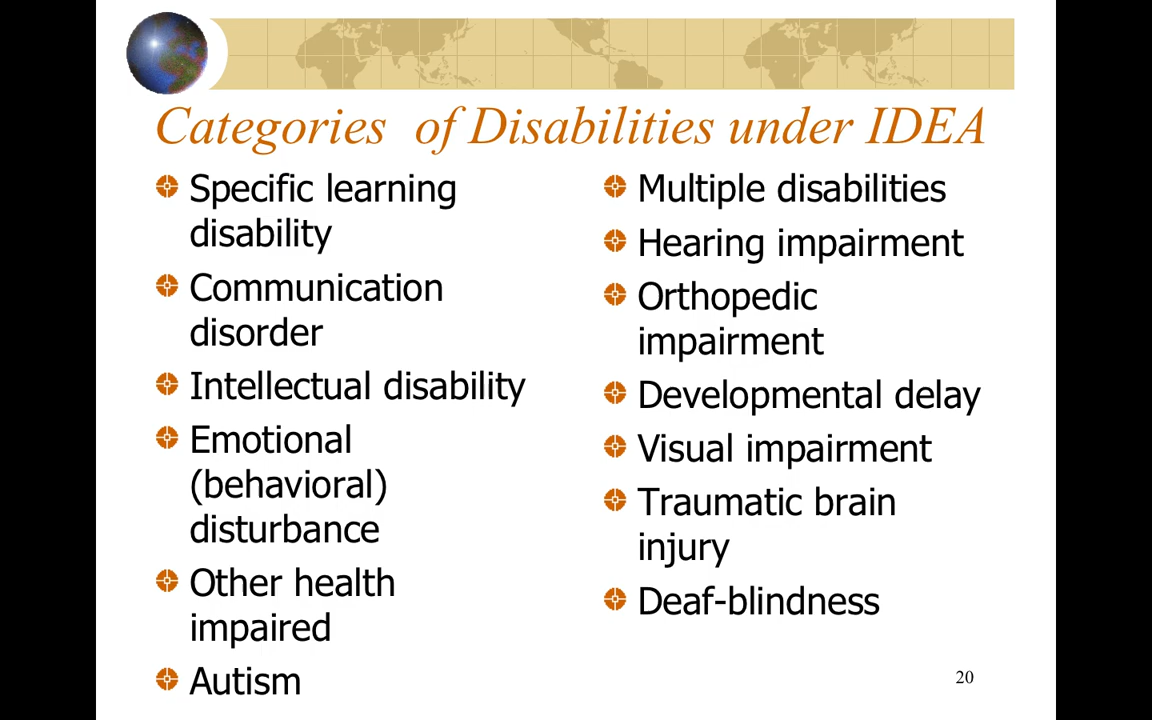 Categories of Disabilities under IDEA
Specific learning
disability
Communication
disorder
Intellectual disability
Emotional
(behavioral)
disturbance
Other health
impaired
Autism
Multiple disabilities
Hearing impairment
Orthopedic
impairment
Developmental delay
Visual impairment
Traumatic brain
injury
Deaf-blindness
20